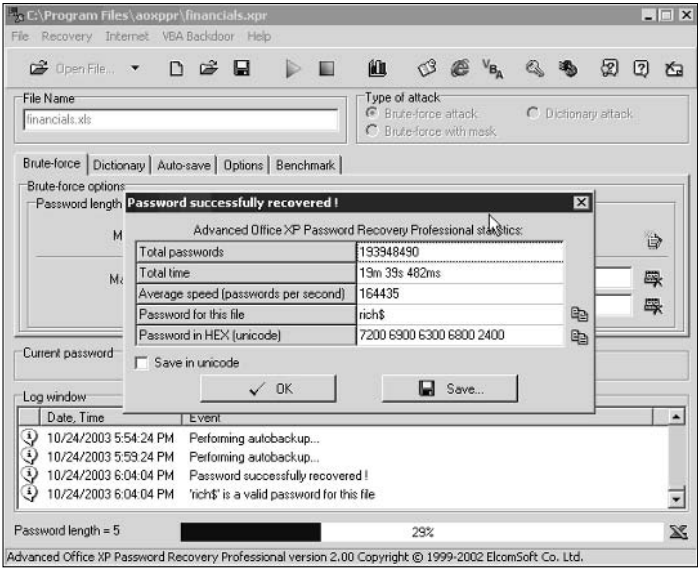 C:\Program Files\aoxppr\financials.xpr
File Recovery Internet VBA Backdoor Help
Open File... VBA
File Name
financials.xls
Type of attack
Brute-force attack Dictionary attack
Brute-force with mask
Brute-force Dictionary Auto-save Options Benchmark
Brute-force options
Password length
Password successfully recovered !
Advanced Office XP Password Recovery Professional statistics:
Total passwords 193948490
Total time 19m 39s 482ms
Average speed (passwords per second) 164435
Password for this file rich$
Password in HEX (unicode) 7200 6900 6300 6800 2400
Save in unicode
OK Save...
Current password
Log window
Date, Time Event
10/24/2003 5:54:24 PM Performing autobackup...
10/24/2003 5:59:24 PM Performing autobackup...
10/24/2003 6:04:04 PM Password successfully recovered !
10/24/2003 6:04:04 PM 'rich$' is a valid password for this file
Password length = 5 29%
Advanced Office XP Password Recovery Professional version 2.00 Copyright © 1999-2002 ElcomSoft Co. Ltd.